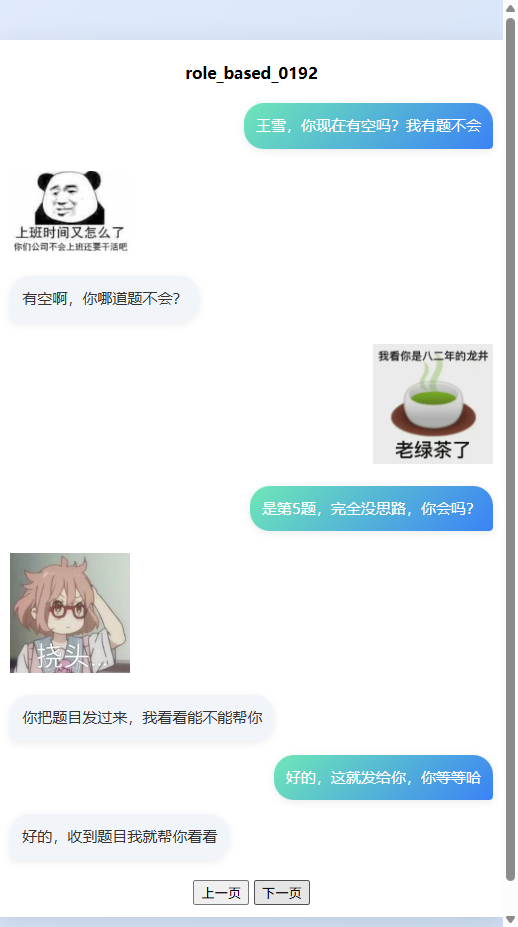 role_based_0192
王雪，你现在有空吗？我有题不会
上班时间又怎么了
你们公司不会上班还要干活吧
有空啊，你哪道题不会？
我看你是八二年的龙井
老绿茶了
是第5题，完全没思路，你会吗？
挠头...
你把题目发过来，我看看能不能帮你
好的，这就发给你，你等等哈
好的，收到题目我就帮你看看
上一页 下一页